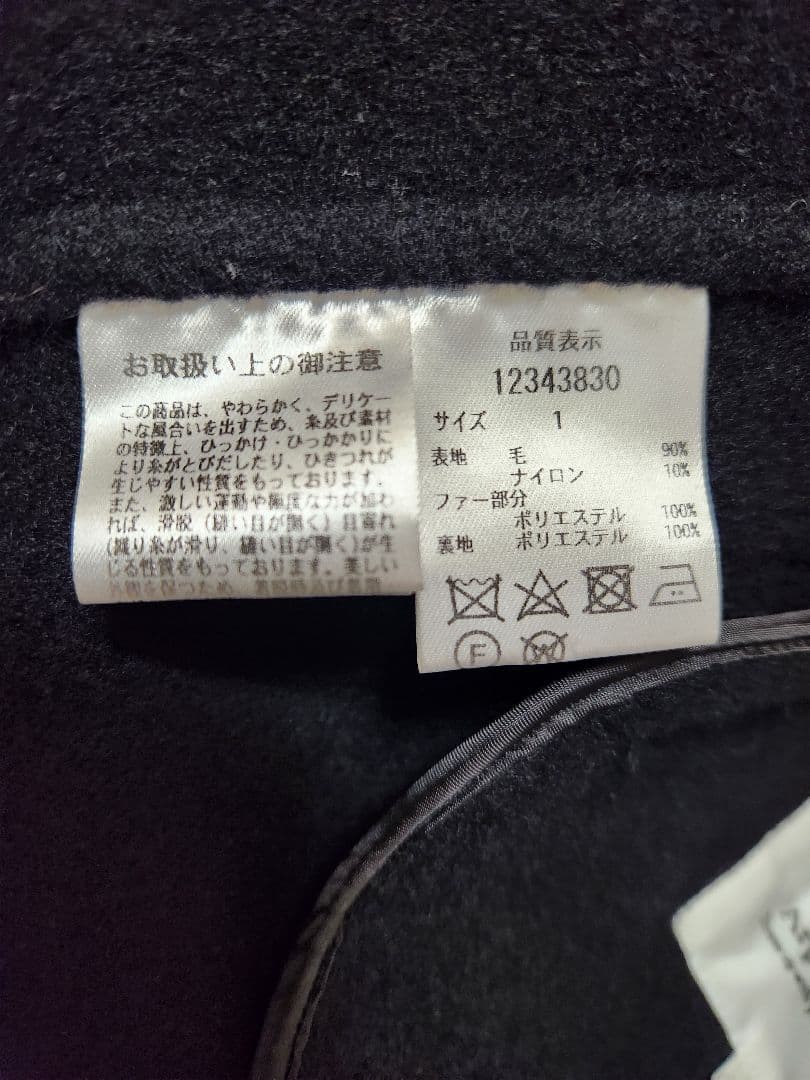 お取扱い上の御注意
この商品は、やわらかく、デリケー
トな風合いを出すため、糸及び素材
の特徴上、ひっかけ・ひっかかりに
より糸がとびだしたり、ひきつれが
生じやすい性質をもっております。
また、激しい運動や極度な力が加わ
れば、滑脱(縫い目が開く)目寄れ
(織り糸が滑り、縫い目が開く)が生
じる性質をもっております。美しい
品質表示
12343830
サイズ 1
表地 毛 90%
ナイロン 10%
ファー部分
ポリエステル 100%
裏地 ポリエステル 100%
F W